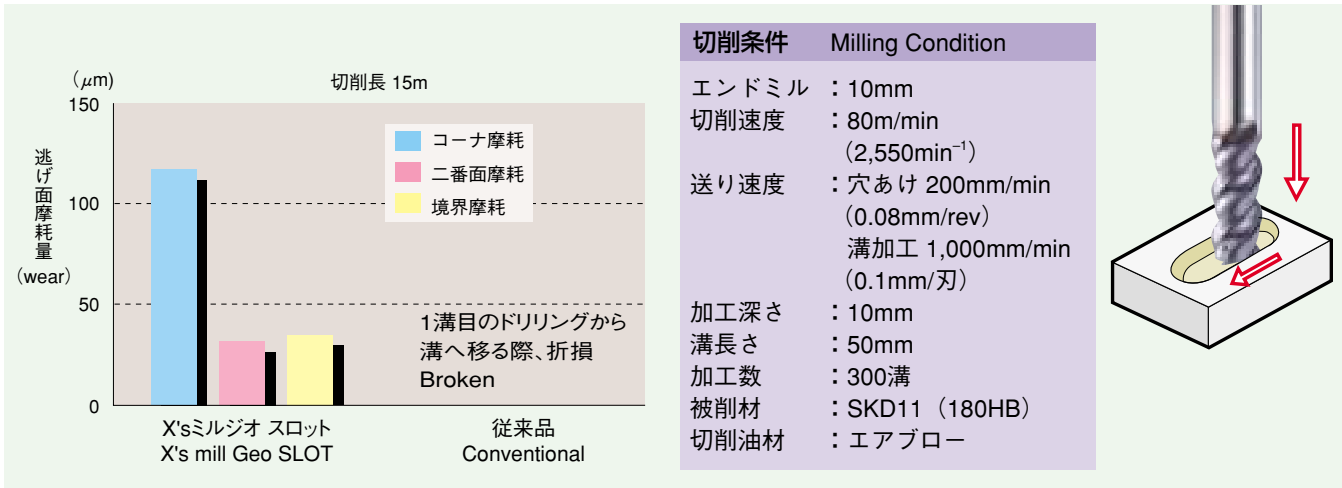 (μm)
切削長 15m
150
100
50
0
逃げ面摩耗量
(wear)
コーナ摩耗
二番面摩耗
境界摩耗
1溝目のドリリングから
溝へ移る際、折損
Broken
X'sミルジオ スロット
X's mill Geo SLOT
従来品
Conventional
切削条件 Milling Condition
エンドミル :10mm
切削速度 :80m/min
(2,550min⁻¹)
送り速度 :穴あけ 200mm/min
(0.08mm/rev)
溝加工 1,000mm/min
(0.1mm/刃)
加工深さ :10mm
溝長さ :50mm
加工数 :300溝
被削材 :SKD11(180HB)
切削油材 :エアブロー